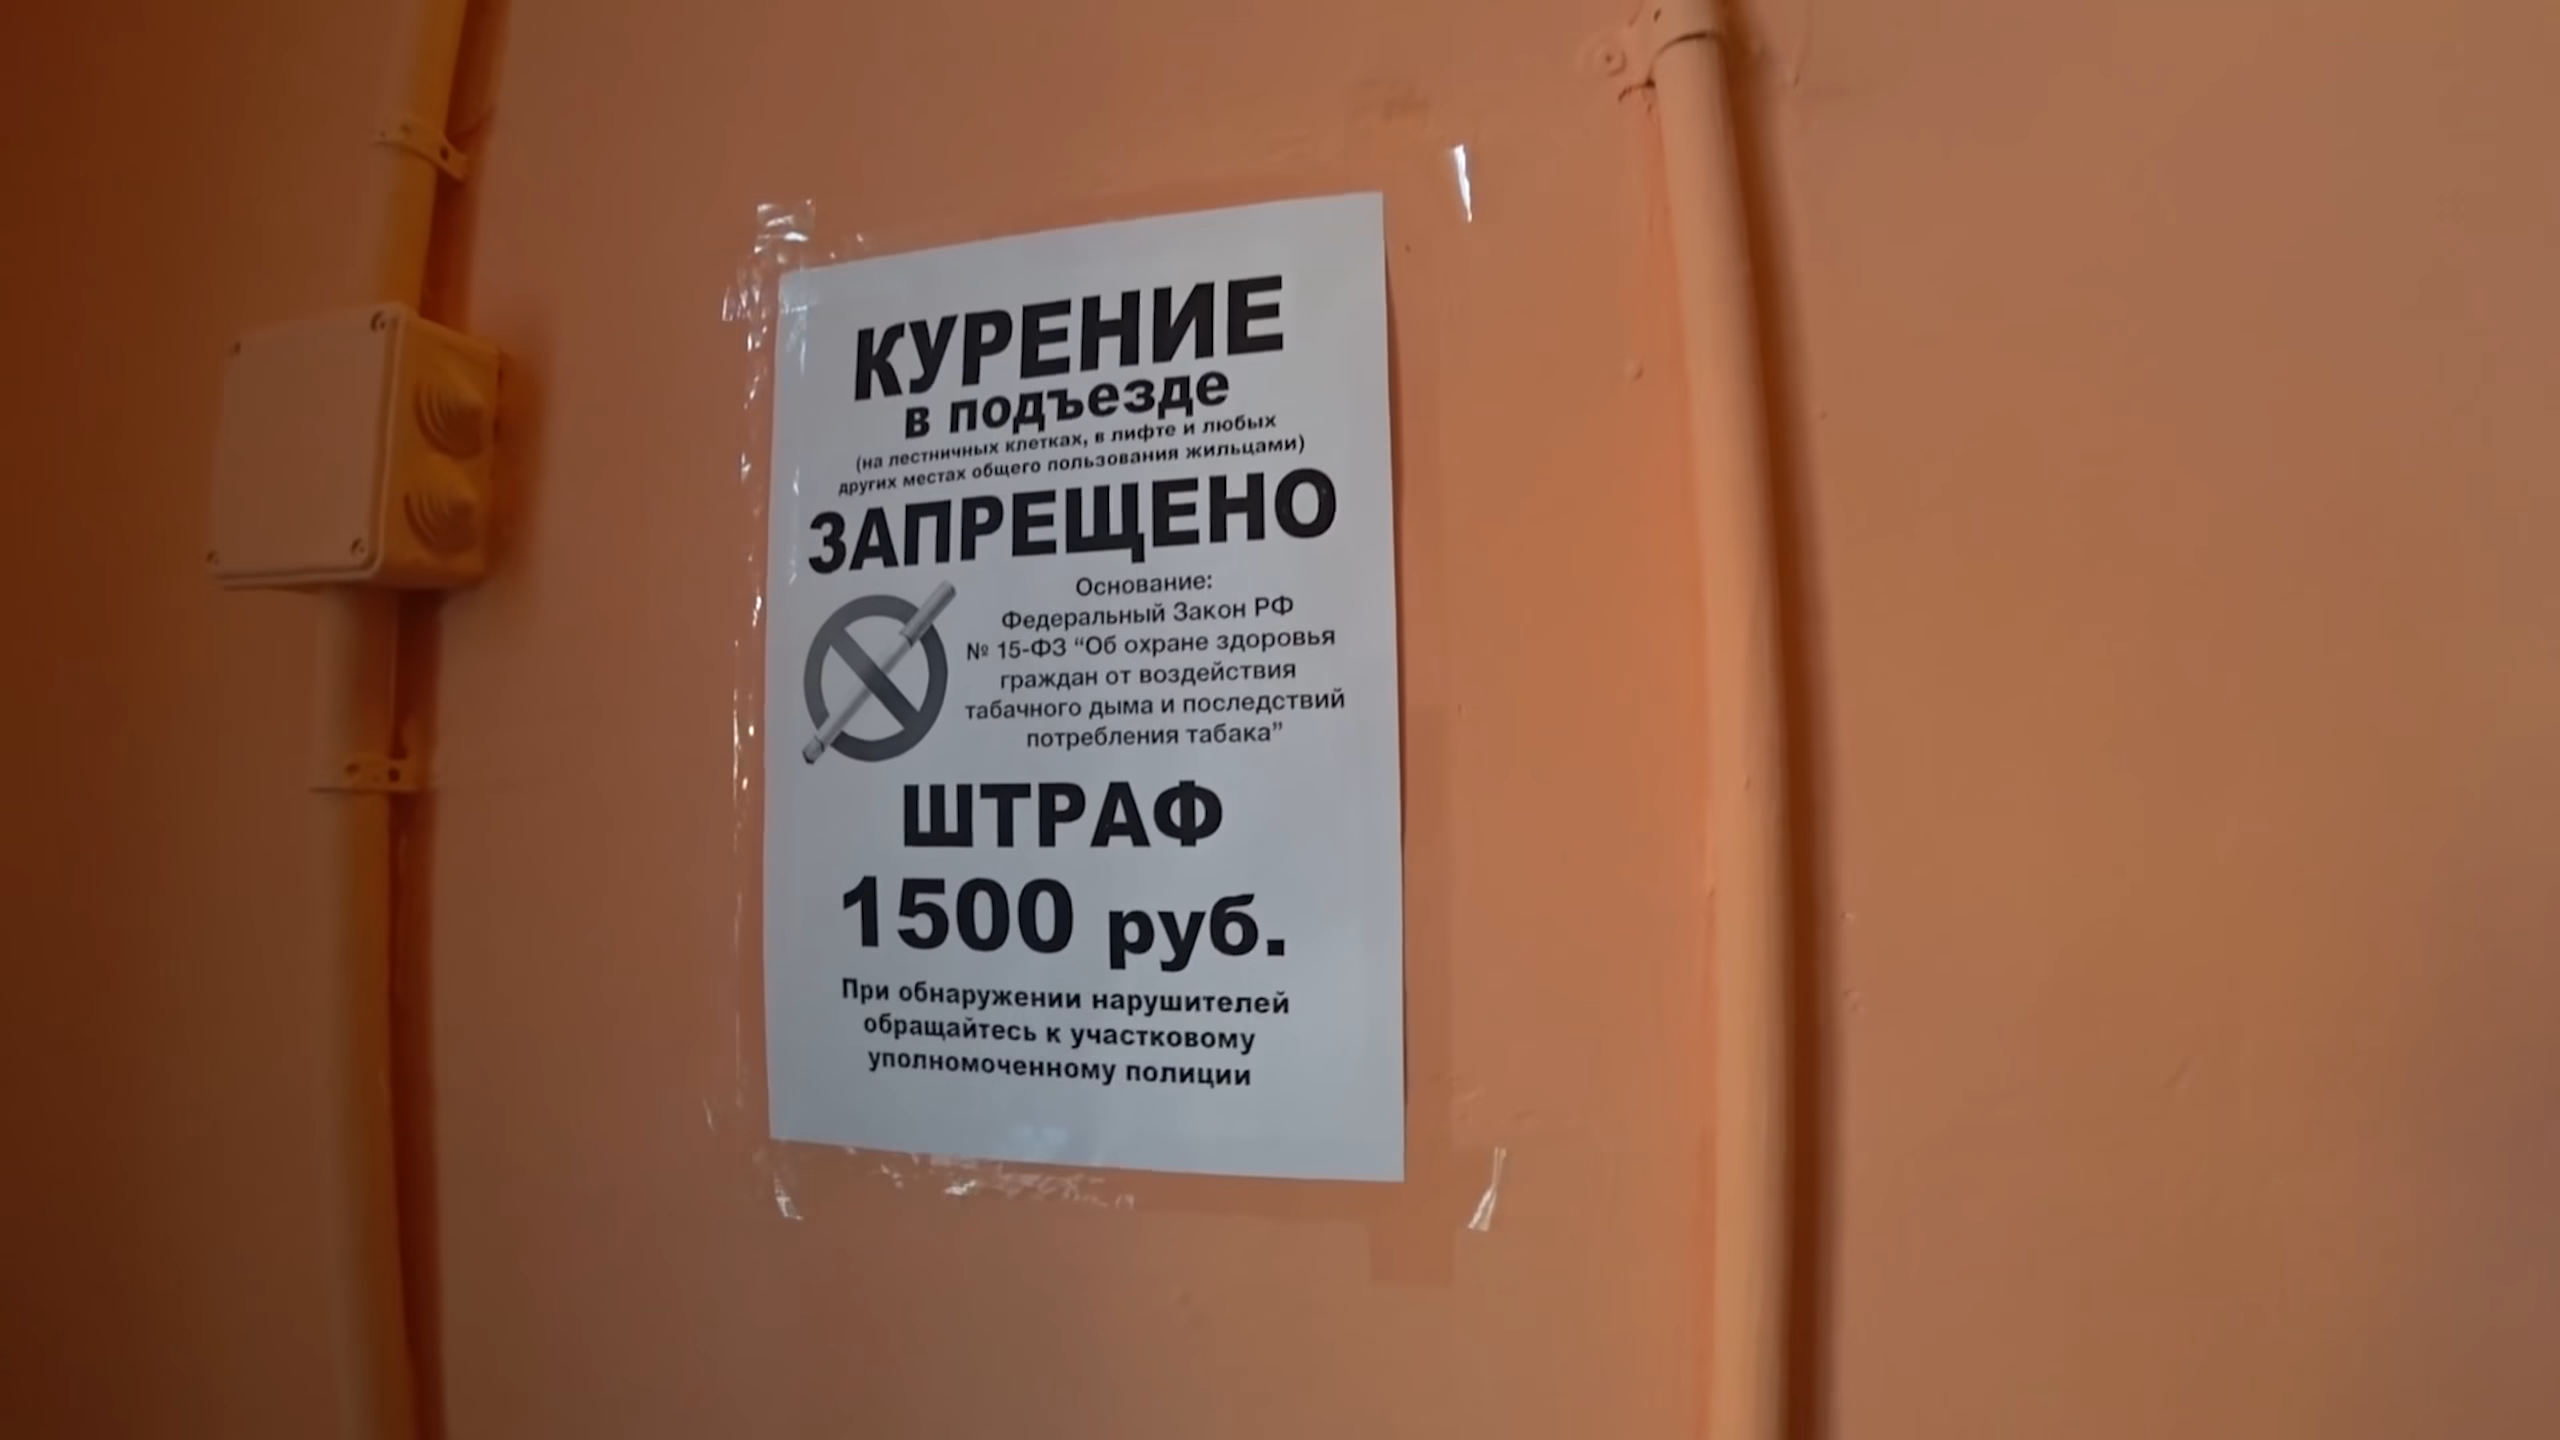 КУРЕНИЕ
в подъезде
(на лестничных клетках, в лифте и любых
других местах общего пользования жильцами)
ЗАПРЕЩЕНО
Основание:
Федеральный Закон РФ
№ 15-ФЗ “Об охране здоровья
граждан от воздействия
табачного дыма и последствий
потребления табака”
ШТРАФ
1500 руб.
При обнаружении нарушителей
обращайтесь к участковому
уполномоченному полиции